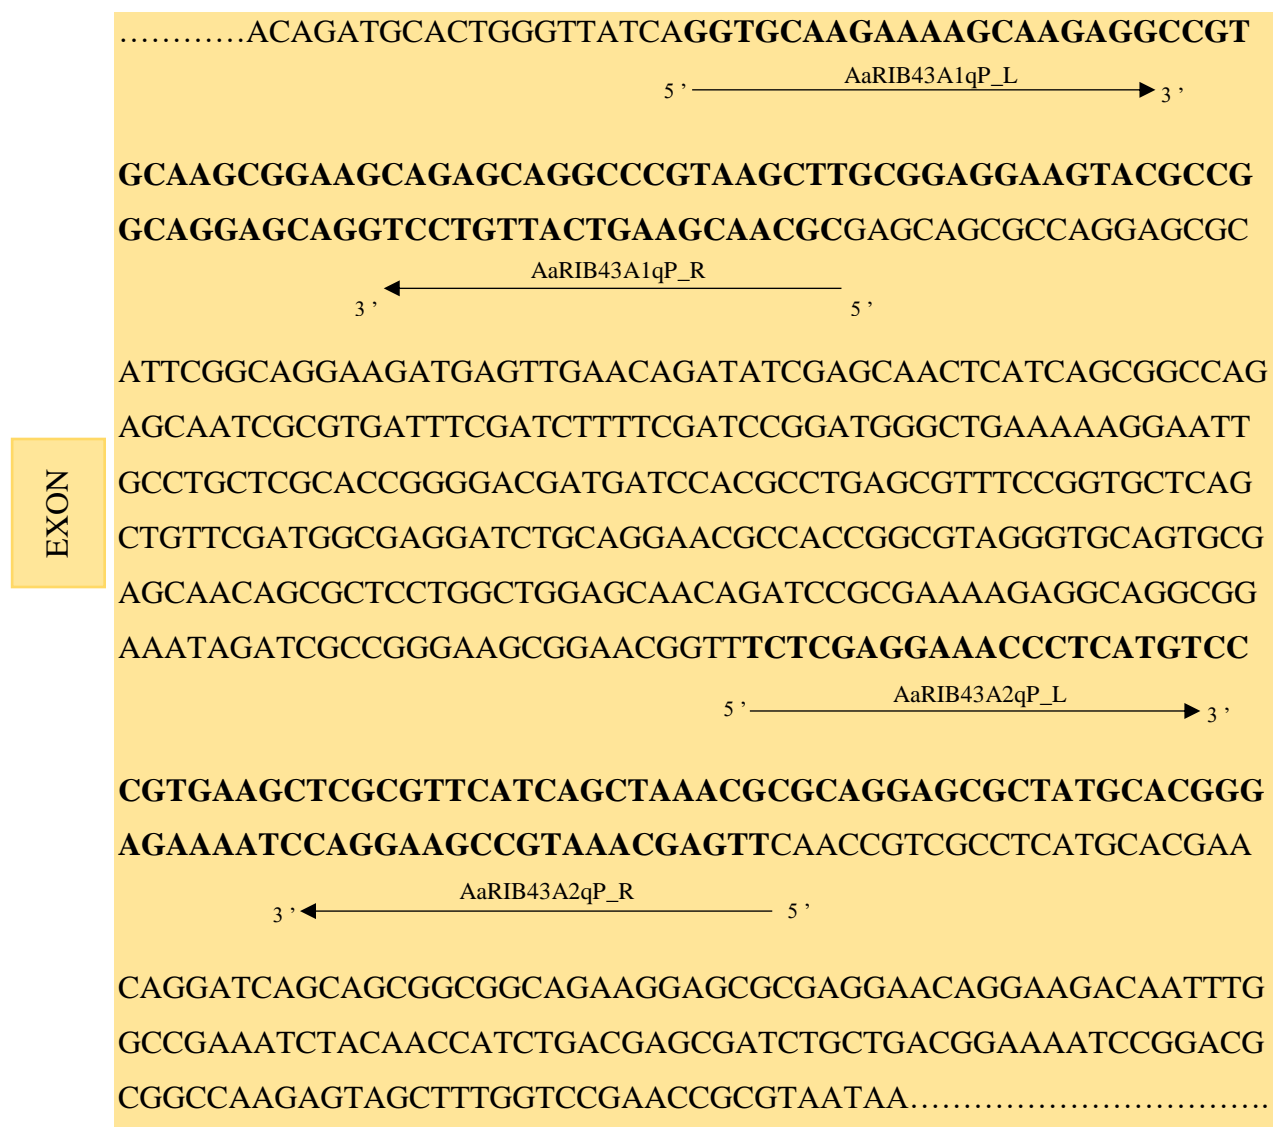 …………ACAGATGCACTGGGTTATCAGGTGCAAGAAAAGCAAGAGGCCGT
AaRIB43A1qP_L
5 ’ 3 ’
GCAAGCGGAAGCAGAGCAGGCCCGTAAGCTTGCGGAGGAAGTACGCCG
GCAGGAGCAGGTCCTGTTACTGAAGCAACGCGAGCAGCGCCAGGAGCGC
AaRIB43A1qP_R
3 ’ 5 ’
ATTCGGCAGGAAGATGAGTTGAACAGATATCGAGCAACTCATCAGCGGCCAG
AGCAATCGCGTGATTTCGATCTTTTCGATCCGGATGGGCTGAAAAAGGAATT
GCCTGCTCGCACCGGGGACGATGATCCACGCCTGAGCGTTTCCGGTGCTCAG
CTGTTCGATGGCGAGGATCTGCAGGAACGCCACCGGCGTAGGGTGCAGTGCG
EXON
AGCAACAGCGCTCCTGGCTGGAGCAACAGATCCGCGAAAAGAGGCAGGCGG
AAATAGATCGCCGGGAAGCGGAACGGTTTCTCGAGGAAACCCTCATGTCC
AaRIB43A2qP_L
5 ’ 3 ’
CGTGAAGCTCGCGTTCATCAGCTAAACGCGCAGGAGCGCTATGCACGGG
AGAAAATCCAGGAAGCCGTAAACGAGTTCAACCGTCGCCTCATGCACGAA
AaRIB43A2qP_R
3 ’ 5 ’
CAGGATCAGCAGCGGCGGCAGAAGGAGCGCGAGGAACAGGAAGACAATTTG
GCCGAAATCTACAACCATCTGACGAGCGATCTGCTGACGGAAAATCCGGACG
CGGCCAAGAGTAGCTTTGGTCCGAACCGCGTAATAA…………………………….